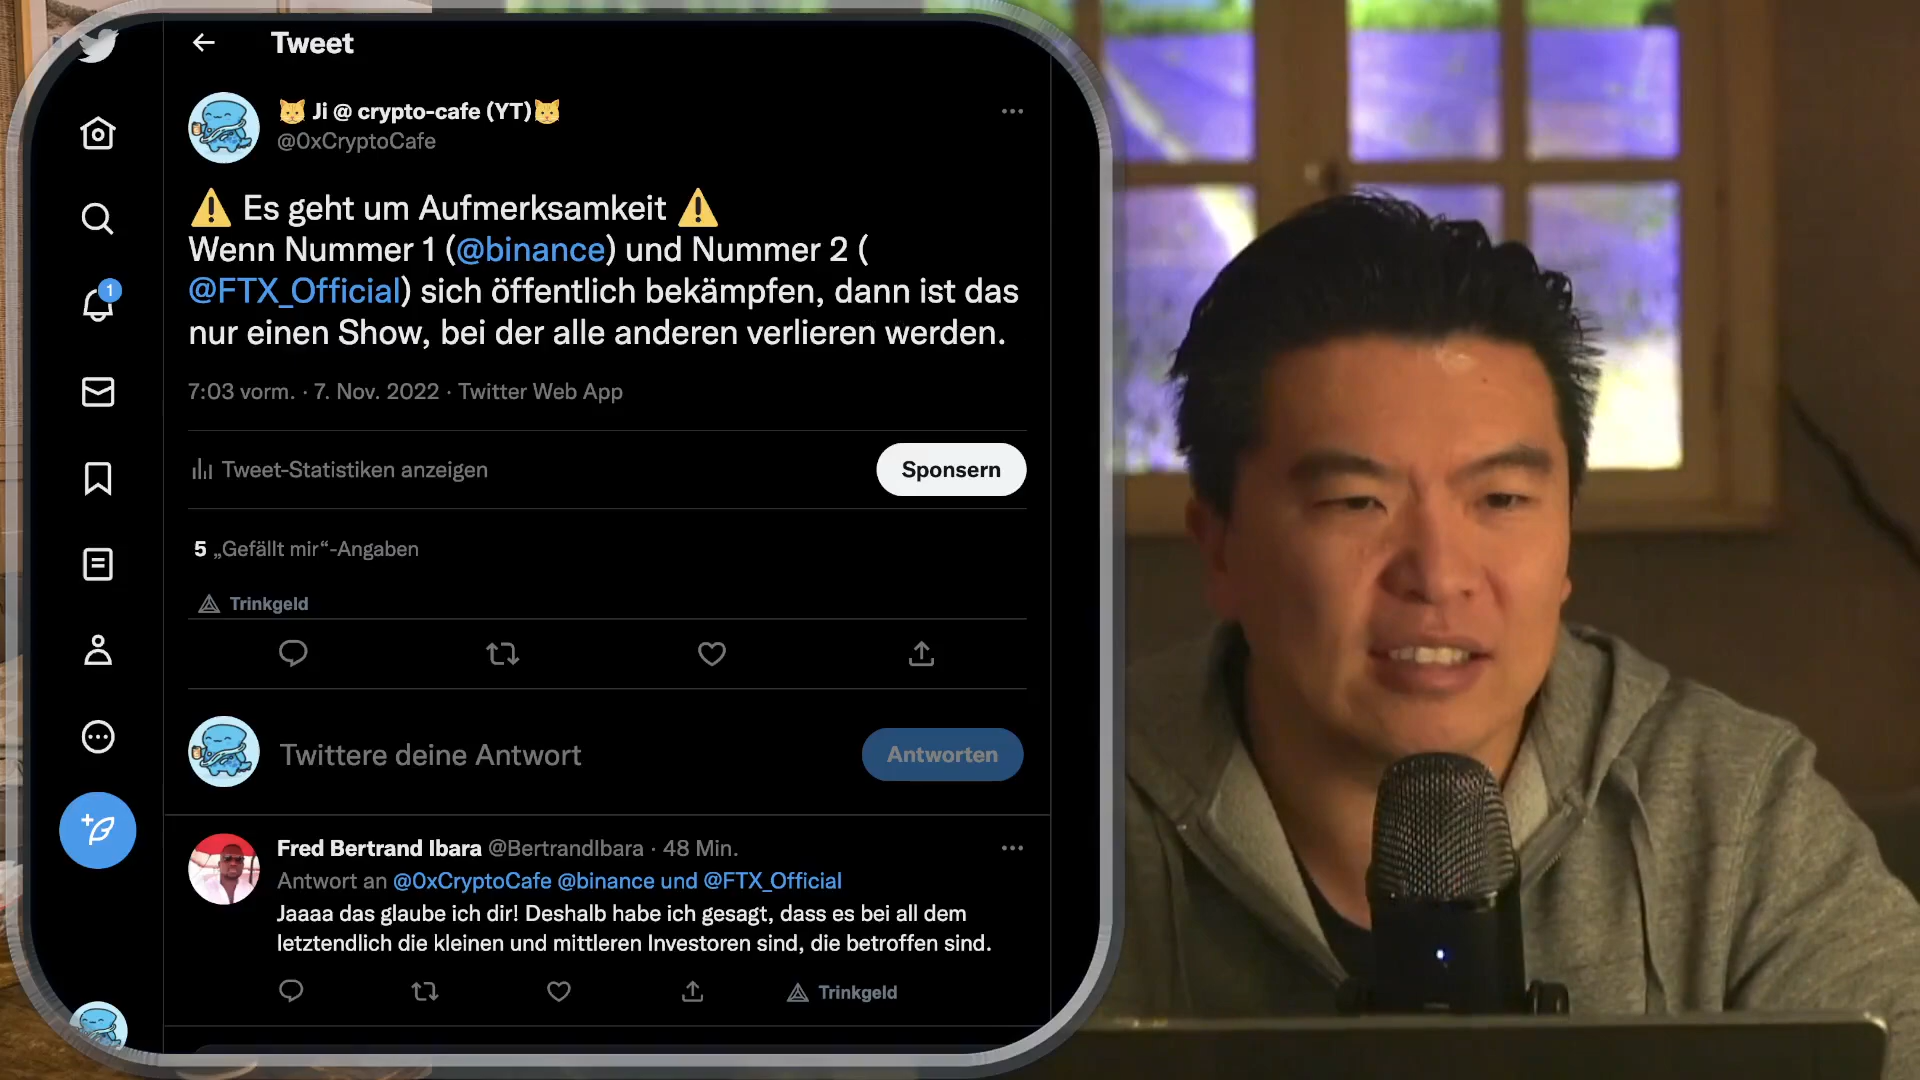 Tweet
Ji @ crypto-cafe (YT)
@0xCryptoCafe
Es geht um Aufmerksamkeit
Wenn Nummer 1 (@binance) und Nummer 2 (
@FTX_Official) sich öffentlich bekämpfen, dann ist das
nur einen Show, bei der alle anderen verlieren werden.
7:03 vorm. · 7. Nov. 2022 · Twitter Web App
Tweet-Statistiken anzeigen
Sponsern
5 „Gefällt mir“-Angaben
Trinkgeld
Twittere deine Antwort
Antworten
Fred Bertrand Ibara @BertrandIbara · 48 Min.
Antwort an @0xCryptoCafe @binance und @FTX_Official
Jaaaa das glaube ich dir! Deshalb habe ich gesagt, dass es bei all dem
letztendlich die kleinen und mittleren Investoren sind, die betroffen sind.
Trinkgeld
1